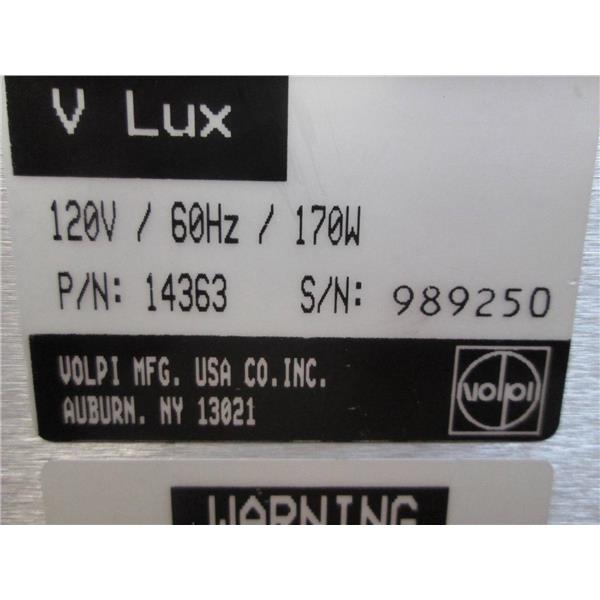 V Lux
120V / 60Hz / 170W
P/N: 14363 S/N: 989250
VOLPI MFG. USA CO.INC.
AUBURN. NY 13021
volpi
WARNING